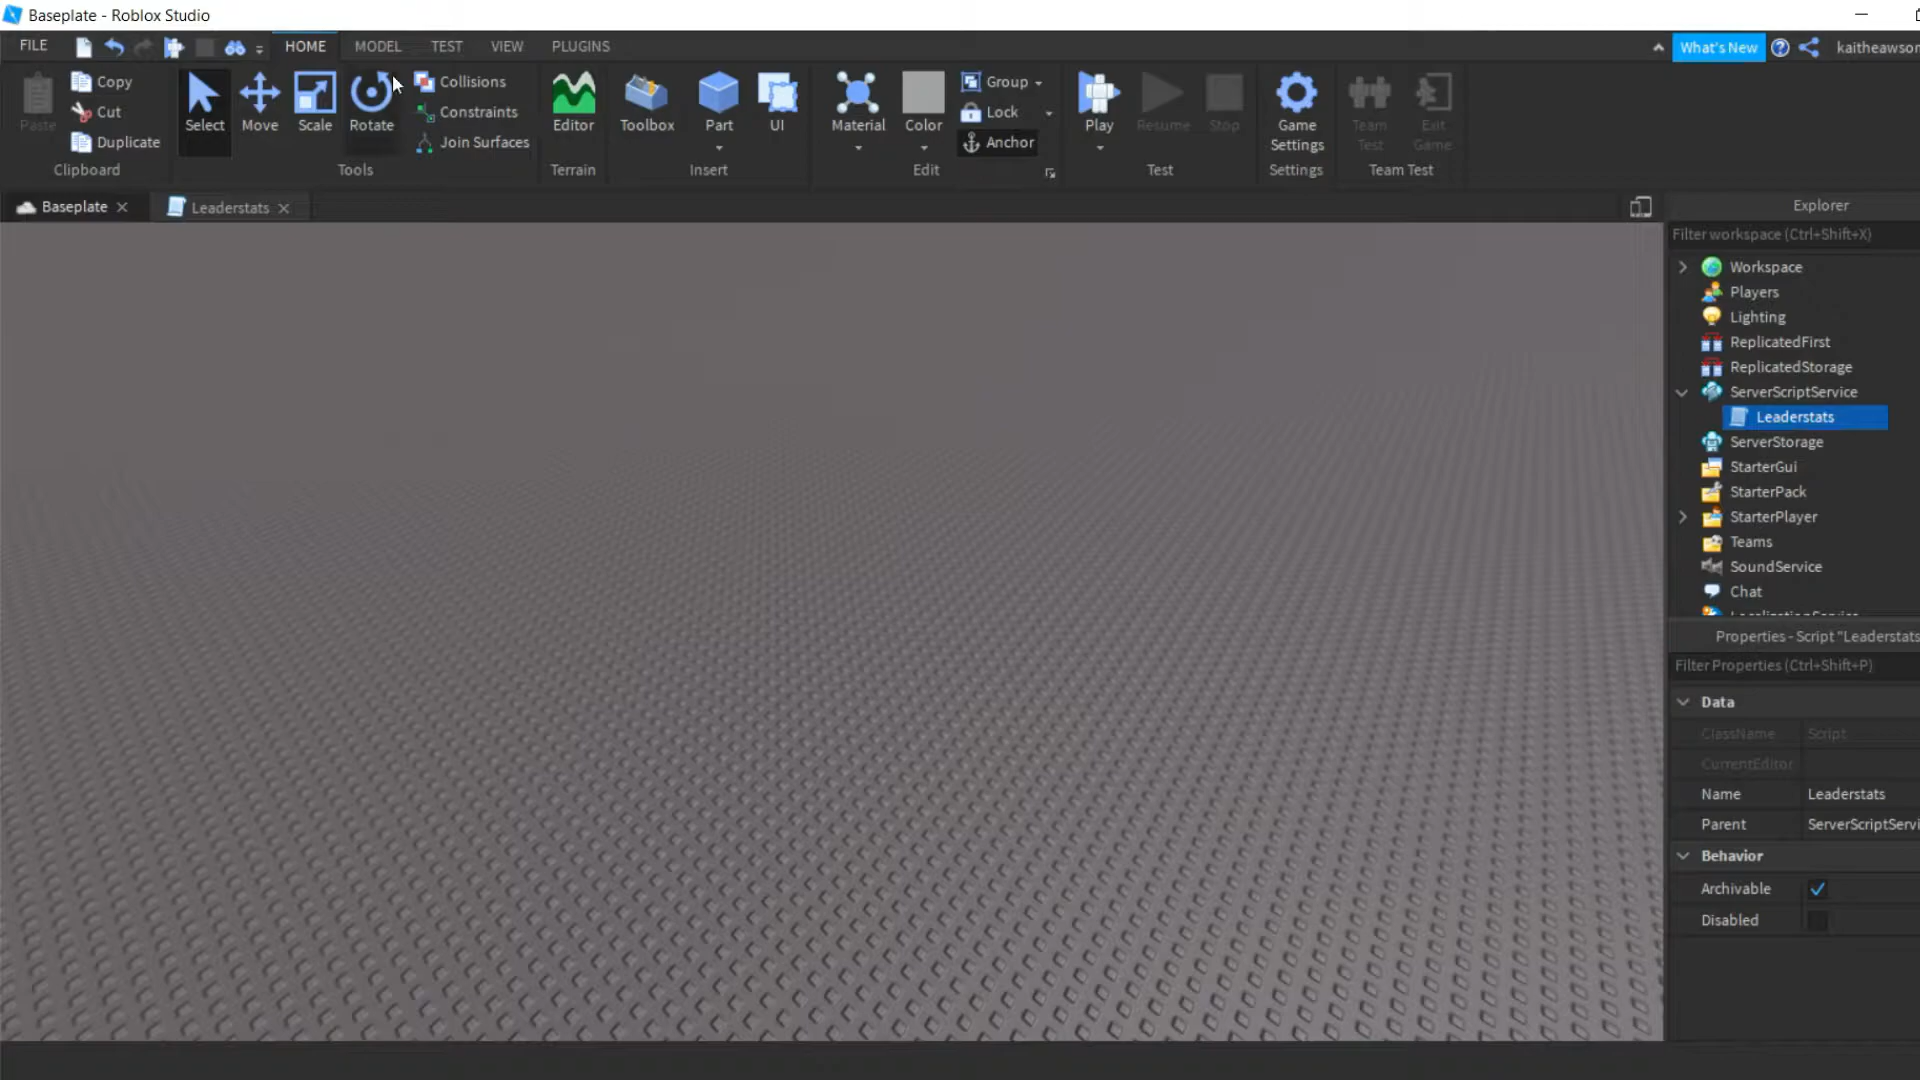 Baseplate - Roblox Studio
FILE
HOME
MODEL
TEST
VIEW
PLUGINS
What's New
kaitheawson
Paste
Copy
Cut
Duplicate
Clipboard
Select
Move
Scale
Rotate
Collisions
Constraints
Join Surfaces
Tools
Editor
Terrain
Toolbox
Part
UI
Insert
Material
Color
Group
Lock
Anchor
Edit
Play
Resume
Stop
Test
Game
Settings
Settings
Team
Test
Exit
Game
Team Test
Baseplate
Leaderstats
Explorer
Filter workspace (Ctrl+Shift+X)
Workspace
Players
Lighting
ReplicatedFirst
ReplicatedStorage
ServerScriptService
Leaderstats
ServerStorage
StarterGui
StarterPack
StarterPlayer
Teams
SoundService
Chat
LocalizationService
Properties - Script "Leaderstats
Filter Properties (Ctrl+Shift+P)
Data
ClassName Script
CurrentEditor
Name Leaderstats
Parent ServerScriptServi
Behavior
Archivable
Disabled